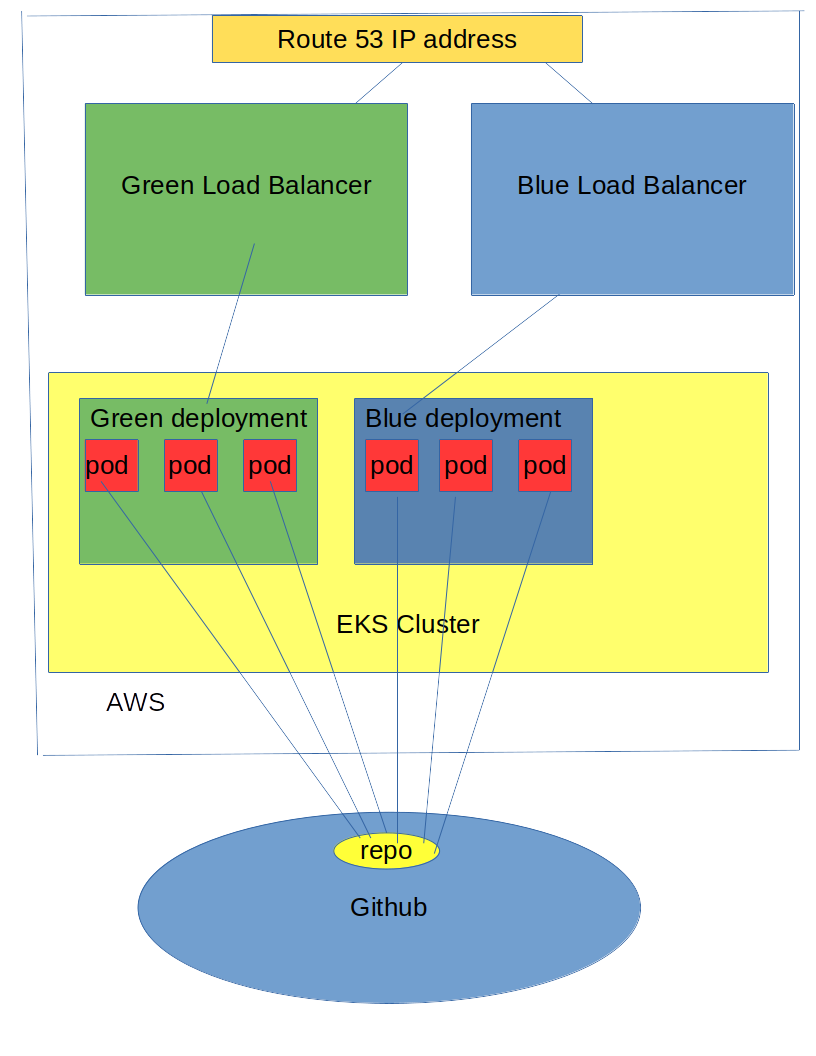 Route 53 IP address
Green Load Balancer
Blue Load Balancer
Green deployment
Blue deployment
pod
pod
pod
pod
pod
pod
EKS Cluster
AWS
repo
Github